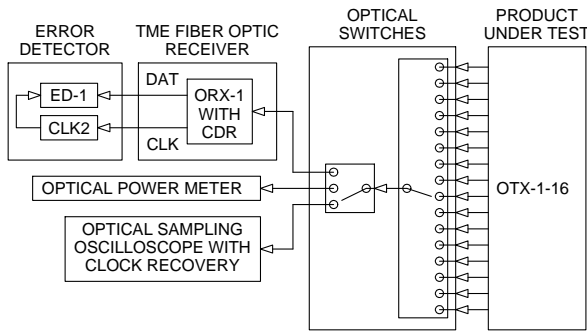 ERROR
DETECTOR
TME FIBER OPTIC
RECEIVER
OPTICAL
SWITCHES
PRODUCT
UNDER TEST
ED-1
CLK2
DAT
CLK
ORX-1
WITH
CDR
OPTICAL POWER METER
OPTICAL SAMPLING
OSCILLOSCOPE WITH
CLOCK RECOVERY
OTX-1-16